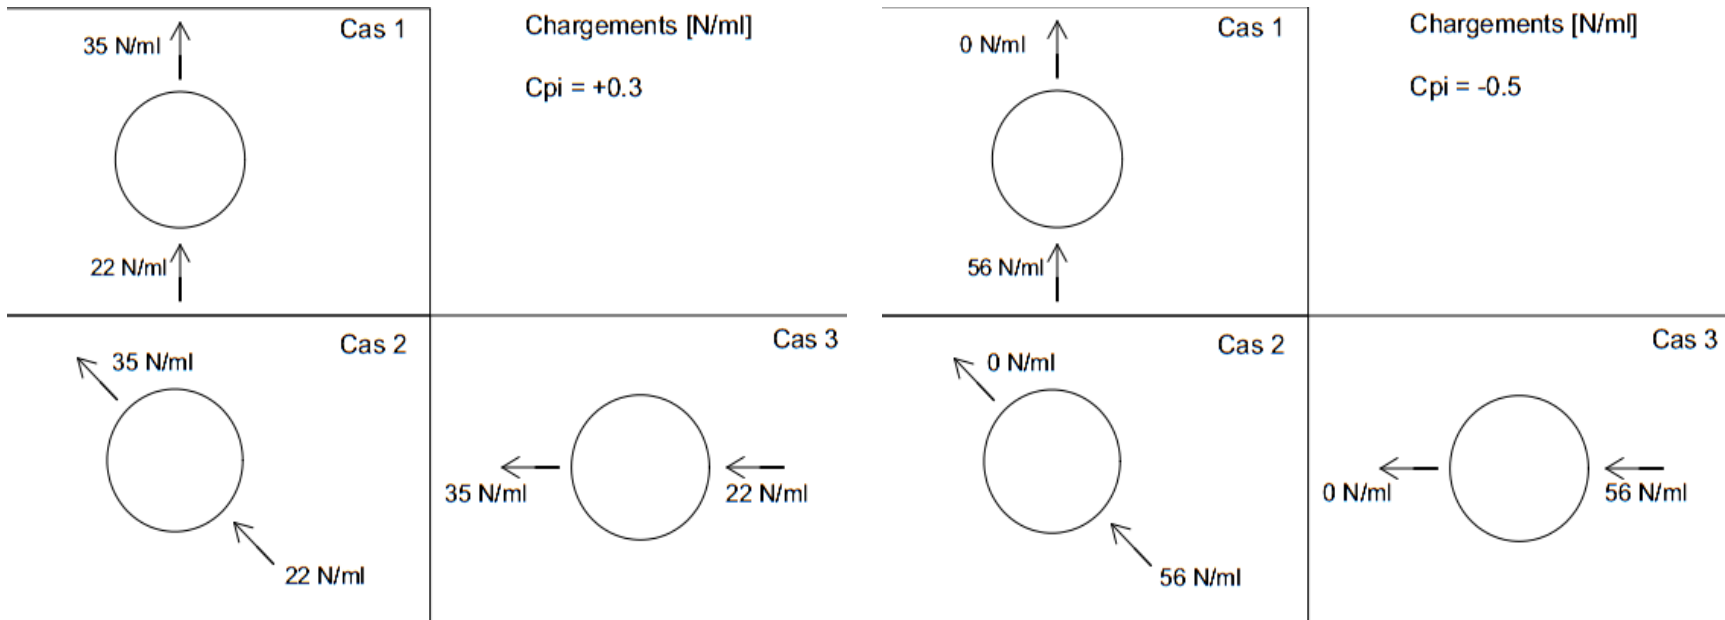 Cas 1
35 N/ml
22 N/ml
Chargements [N/ml]
Cpi = +0.3
Cas 2
35 N/ml
22 N/ml
Cas 3
35 N/ml
22 N/ml
Cas 1
0 N/ml
56 N/ml
Chargements [N/ml]
Cpi = -0.5
Cas 2
0 N/ml
56 N/ml
Cas 3
0 N/ml
56 N/ml